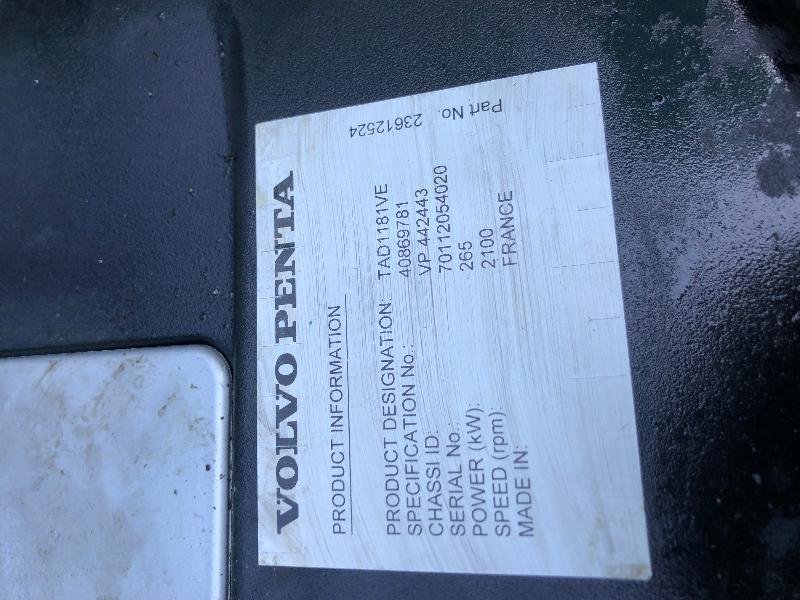 VOLVO PENTA
PRODUCT INFORMATION
PRODUCT DESIGNATION: TAD1181VE
SPECIFICATION No.: 40869781
CHASSI ID: VP 442443
SERIAL No.: 70112054020
POWER (kW): 265
SPEED (rpm): 2100
MADE IN: FRANCE
Part No. 23612524